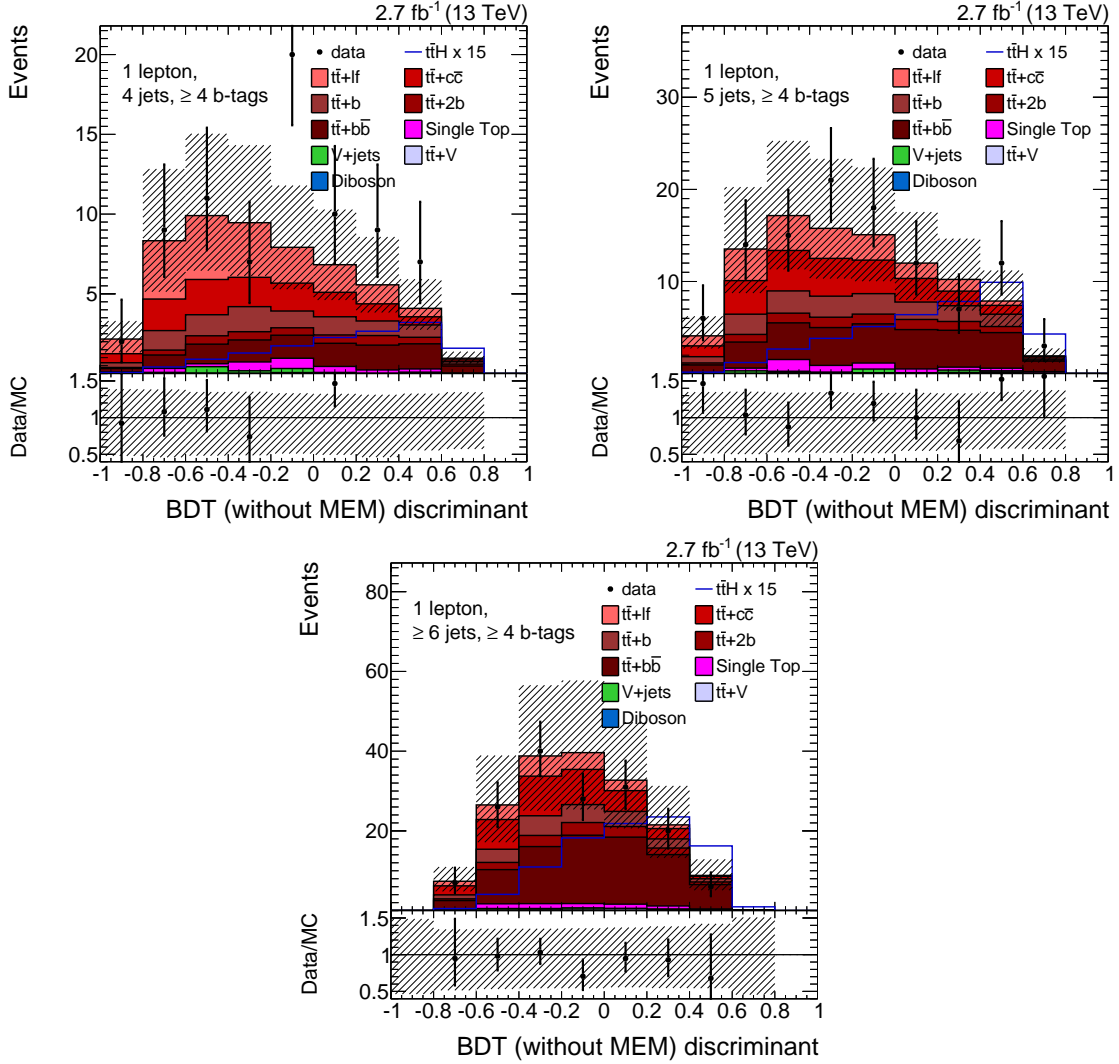 2.7 fb⁻¹ (13 TeV)
Events
20
15
10
5
1 lepton,
4 jets, ≥ 4 b-tags
data
tt̄H x 15
tt̄+lf
tt̄+cc̄
tt̄+b
tt̄+2b
tt̄+bb̄
Single Top
V+jets
tt̄+V
Diboson
Data/MC
1.5
1
0.5
-1 -0.8 -0.6 -0.4 -0.2 0 0.2 0.4 0.6 0.8 1
BDT (without MEM) discriminant
2.7 fb⁻¹ (13 TeV)
Events
30
20
10
1 lepton,
5 jets, ≥ 4 b-tags
data
tt̄H x 15
tt̄+lf
tt̄+cc̄
tt̄+b
tt̄+2b
tt̄+bb̄
Single Top
V+jets
tt̄+V
Diboson
Data/MC
1.5
1
0.5
-1 -0.8 -0.6 -0.4 -0.2 0 0.2 0.4 0.6 0.8 1
BDT (without MEM) discriminant
2.7 fb⁻¹ (13 TeV)
Events
80
60
40
20
1 lepton,
≥ 6 jets, ≥ 4 b-tags
data
tt̄H x 15
tt̄+lf
tt̄+cc̄
tt̄+b
tt̄+2b
tt̄+bb̄
Single Top
V+jets
tt̄+V
Diboson
Data/MC
1.5
1
0.5
-1 -0.8 -0.6 -0.4 -0.2 0 0.2 0.4 0.6 0.8 1
BDT (without MEM) discriminant